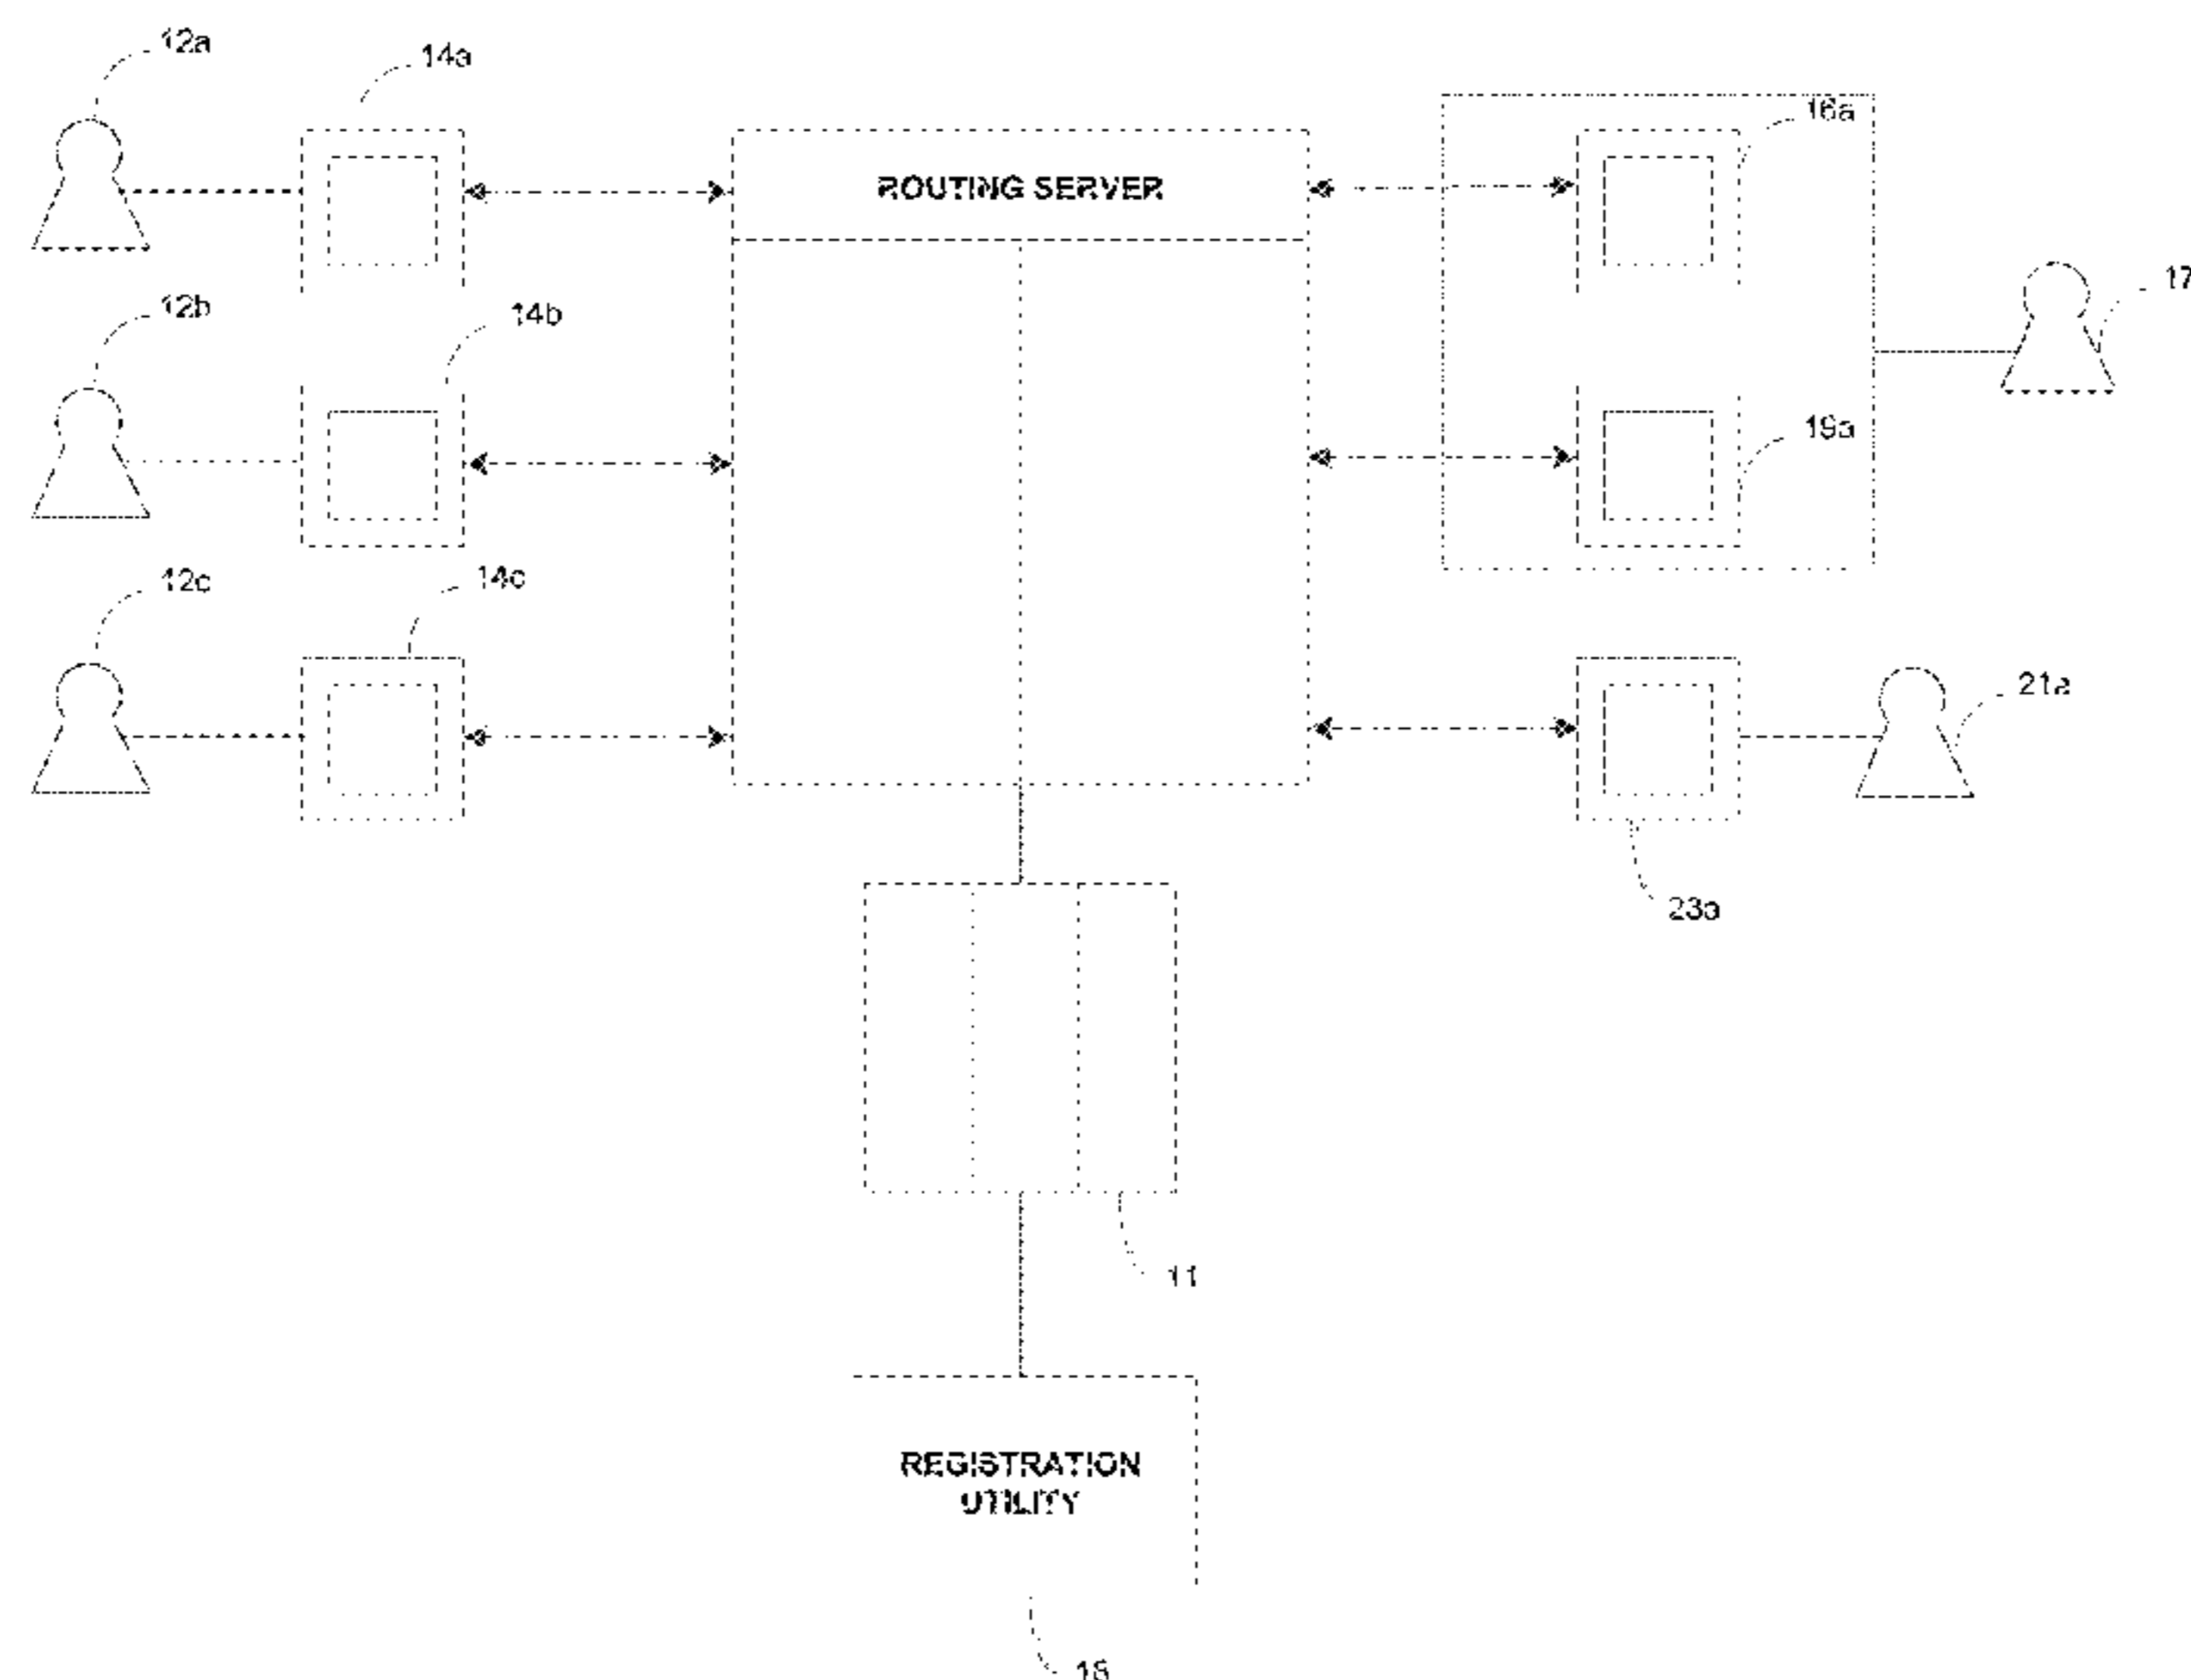 12a
14a
16a
ROUTING SERVER
12b
14b
17
19a
12c
14c
21a
23a
11
REGISTRATION
UTILITY
18